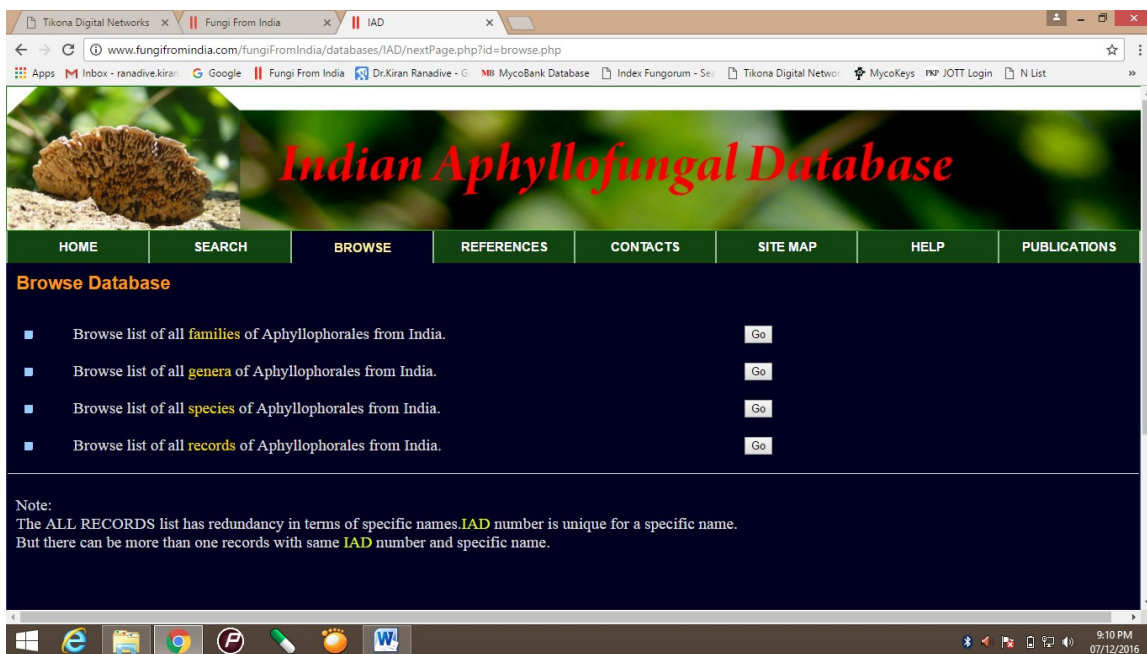 Tikona Digital Networks
Fungi From India
IAD
www.fungifromindia.com/fungiFromIndia/databases/IAD/nextPage.php?id=browse.php
Apps Inbox - ranadive.kiran Google Fungi From India Dr.Kiran Ranadive - G MB MycoBank Database Index Fungorum - Sea Tikona Digital Networ MycoKeys PKP JOTT Login N List »
Indian Aphyllofungal Database
HOME SEARCH BROWSE REFERENCES CONTACTS SITE MAP HELP PUBLICATIONS
Browse Database
Browse list of all families of Aphyllophorales from India. Go
Browse list of all genera of Aphyllophorales from India. Go
Browse list of all species of Aphyllophorales from India. Go
Browse list of all records of Aphyllophorales from India. Go
Note:
The ALL RECORDS list has redundancy in terms of specific names.IAD number is unique for a specific name.
But there can be more than one records with same IAD number and specific name.
9:10 PM
07/12/2016